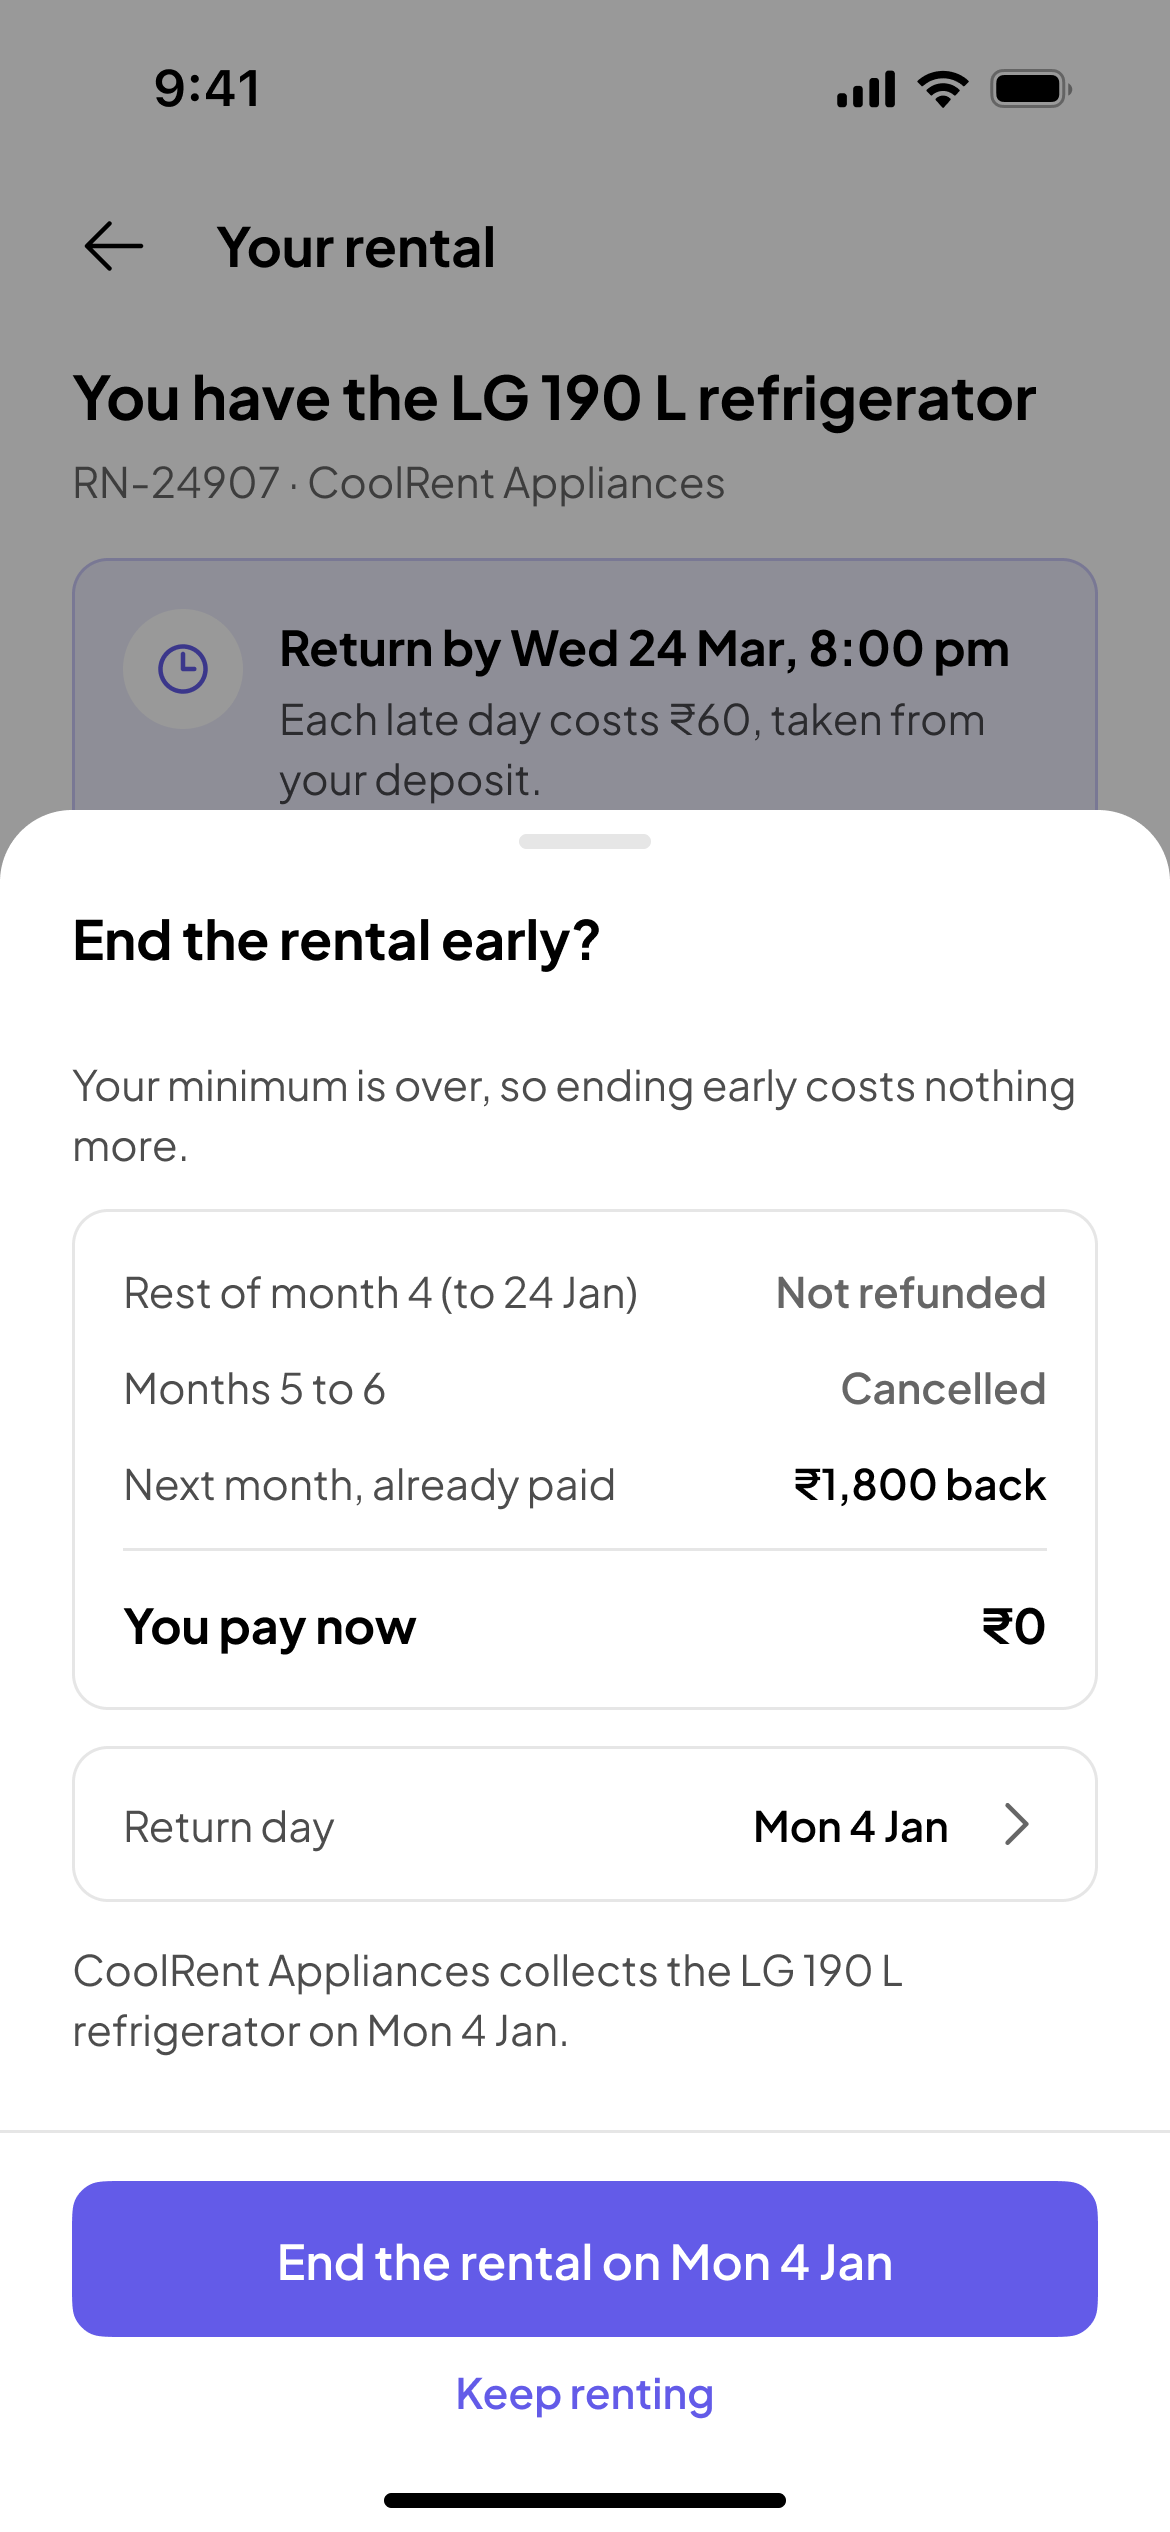 9:41
Your rental
You have the LG 190 L refrigerator
RN-24907 · CoolRent Appliances
Return by Wed 24 Mar, 8:00 pm
Each late day costs ₹60, taken from
your deposit.
End the rental early?
Your minimum is over, so ending early costs nothing
more.
Rest of month 4 (to 24 Jan) Not refunded
Months 5 to 6 Cancelled
Next month, already paid ₹1,800 back
You pay now ₹0
Return day Mon 4 Jan
CoolRent Appliances collects the LG 190 L
refrigerator on Mon 4 Jan.
End the rental on Mon 4 Jan
Keep renting